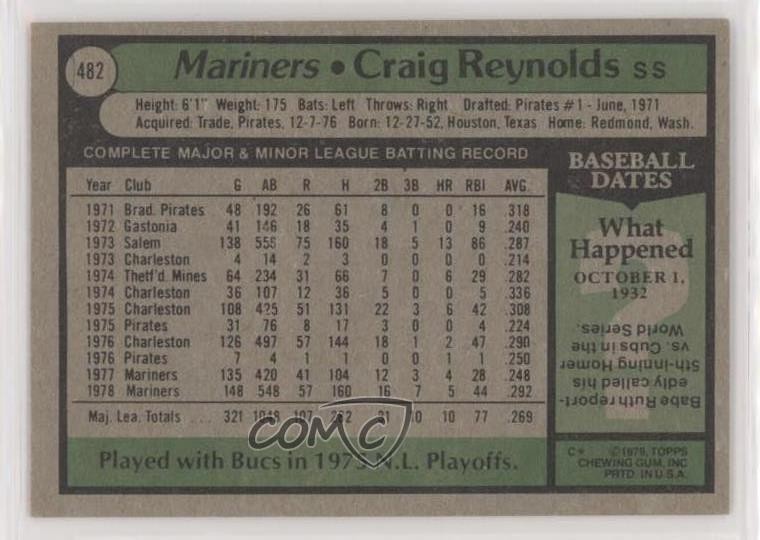 482
Mariners • Craig Reynolds SS
Height: 6'1" Weight: 175 Bats: Left Throws: Right Drafted: Pirates #1 - June, 1971
Acquired: Trade, Pirates, 12-7-76 Born: 12-27-52, Houston, Texas Home: Redmond, Wash.
COMPLETE MAJOR & MINOR LEAGUE BATTING RECORD
Year Club G AB R H 2B 3B HR RBI AVG.
1971 Brad. Pirates 48 192 26 61 8 0 0 16 .318
1972 Gastonia 41 146 18 35 4 1 0 9 .240
1973 Salem 138 555 75 160 18 5 13 86 .287
1973 Charleston 4 14 2 3 0 0 0 0 .214
1974 Thetf'd. Mines 64 234 31 66 7 0 6 29 .282
1974 Charleston 36 107 12 36 5 0 0 5 .336
1975 Charleston 108 425 51 131 22 3 6 42 .308
1975 Pirates 31 76 8 17 3 0 0 4 .224
1976 Charleston 126 497 57 144 18 1 2 47 .290
1976 Pirates 7 4 1 1 0 0 1 1 .250
1977 Mariners 135 420 41 104 12 3 4 28 .248
1978 Mariners 148 548 57 160 16 7 5 44 .292
Maj. Lea. Totals .... 321 1048 107 282 31 10 10 77 .269
Played with Bucs in 1975 N.L. Playoffs.
BASEBALL
DATES
What
Happened
OCTOBER 1,
1932
?
Babe Ruth report-
edly called his
5th-inning Homer
vs. Cubs in the
World Series.
C* ©1979, TOPPS
CHEWING GUM, INC
PRTD. IN U.S.A.
COMC